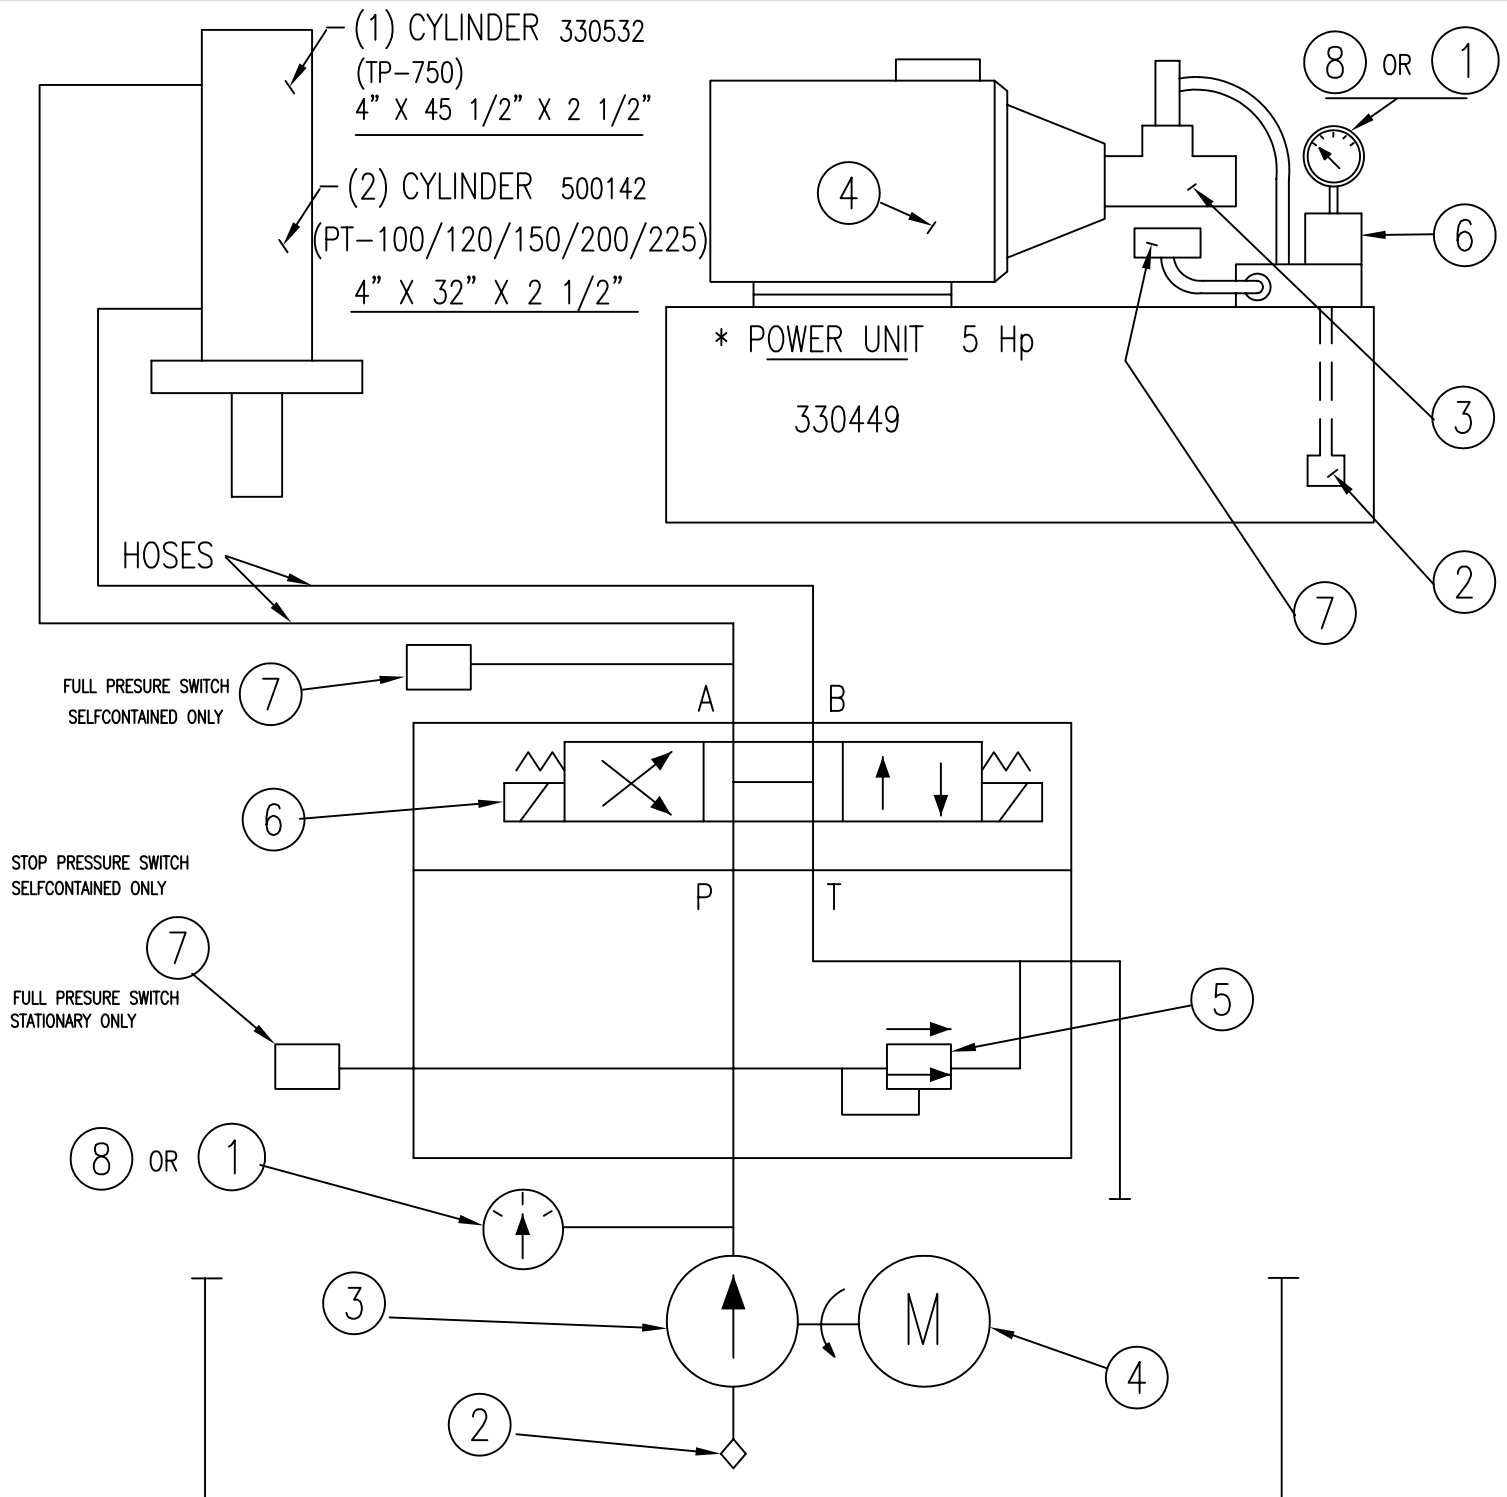 (1) CYLINDER 330532
(TP-750)
4" X 45 1/2" X 2 1/2"
(2) CYLINDER 500142
(PT-100/120/150/200/225)
4" X 32" X 2 1/2"
8 OR 1
4
6
* POWER UNIT 5 Hp
330449
3
2
7
HOSES
FULL PRESURE SWITCH
SELFCONTAINED ONLY
7
A B
6
STOP PRESSURE SWITCH
SELFCONTAINED ONLY
P T
7
FULL PRESURE SWITCH
STATIONARY ONLY
5
8 OR 1
3
M
4
2